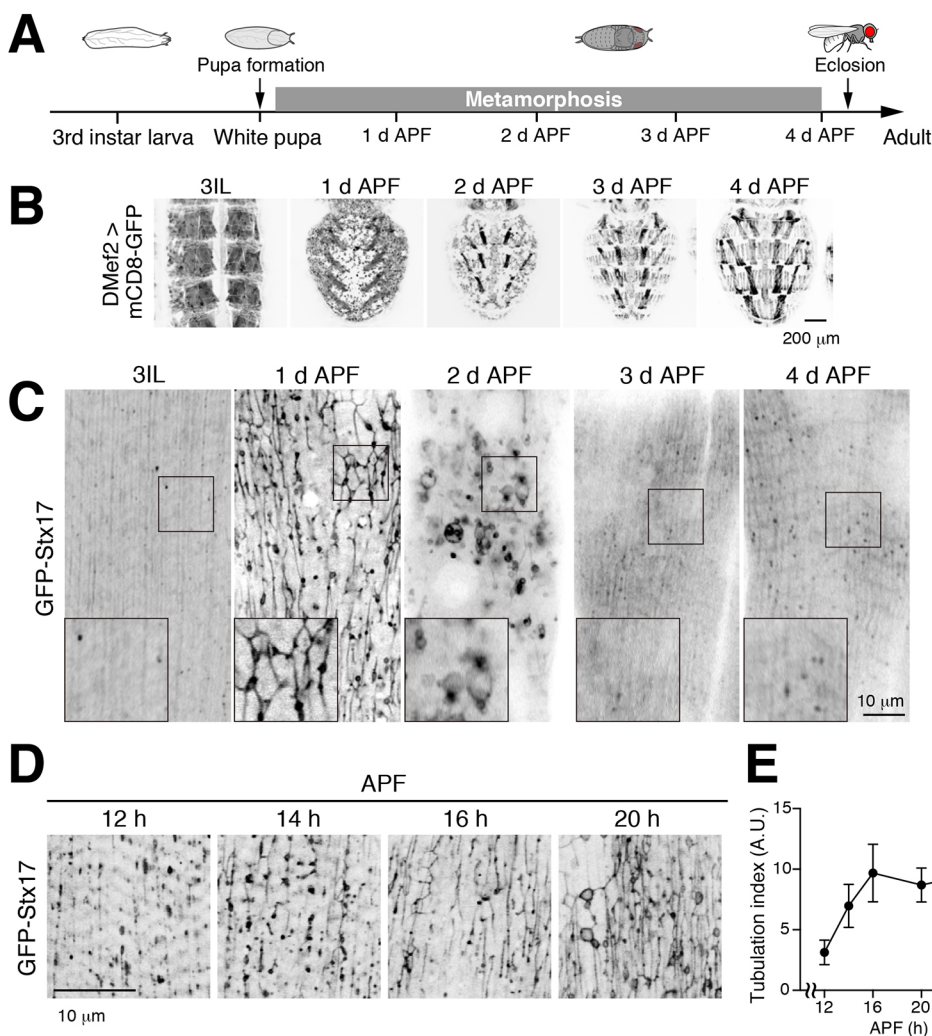 A
Pupa formation
Eclosion
Metamorphosis
3rd instar larva
White pupa
1 d APF
2 d APF
3 d APF
4 d APF
Adult
B
3IL
1 d APF
2 d APF
3 d APF
4 d APF
DMef2 >
mCD8-GFP
200 μm
C
3IL
1 d APF
2 d APF
3 d APF
4 d APF
GFP-Stx17
10 μm
D
APF
12 h
14 h
16 h
20 h
GFP-Stx17
10 μm
E
Tubulation index (A.U.)
15
10
5
0
12
16
20
APF (h)